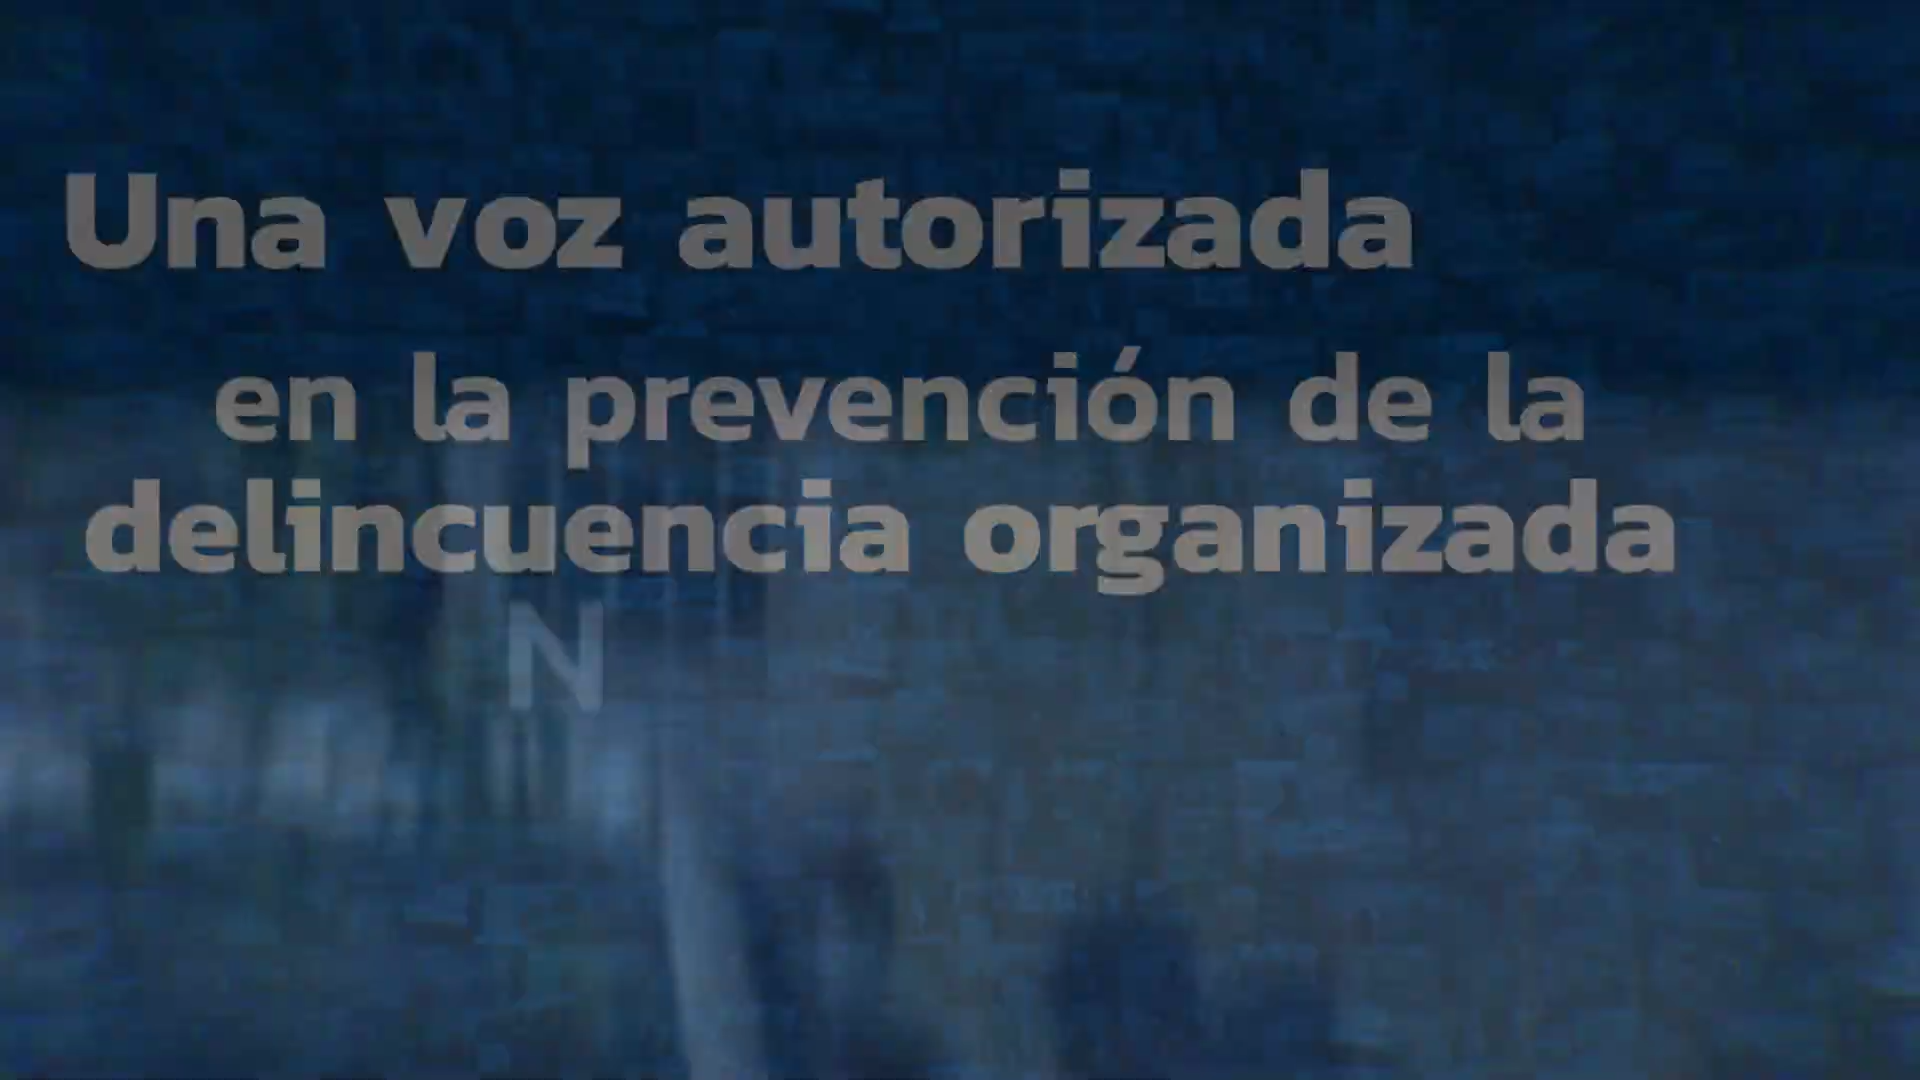 Una voz autorizada
en la prevención de la
delincuencia organizada
N